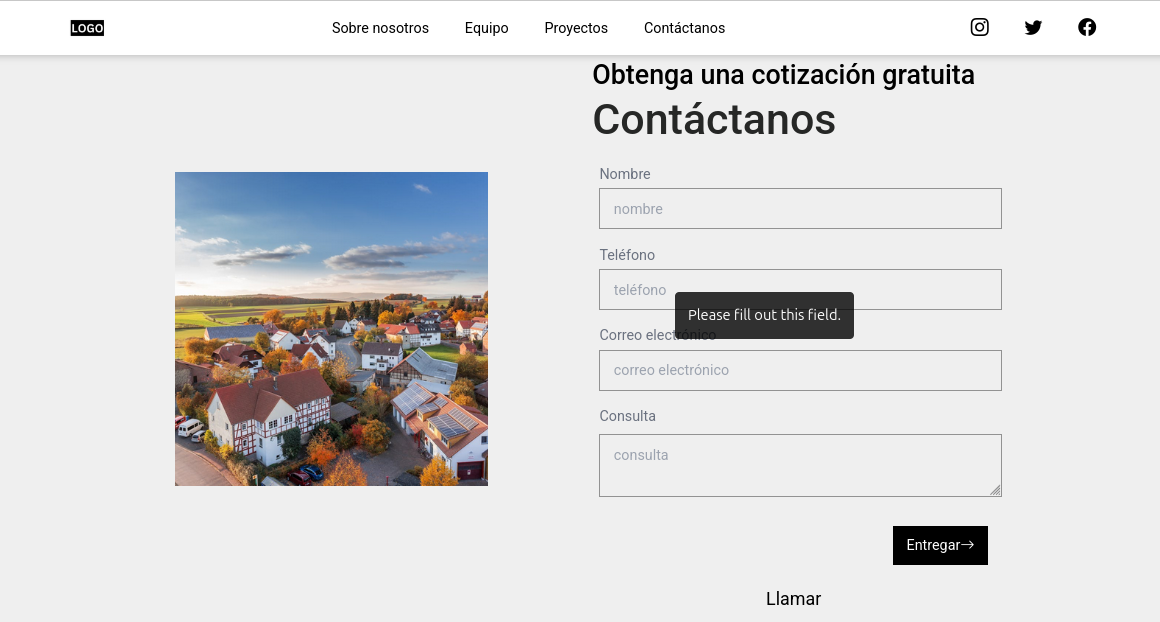 LOGO
Sobre nosotros
Equipo
Proyectos
Contáctanos
Obtenga una cotización gratuita
Contáctanos
Nombre
nombre
Teléfono
teléfono
Please fill out this field.
Correo electrónico
correo electrónico
Consulta
consulta
Entregar→
Llamar